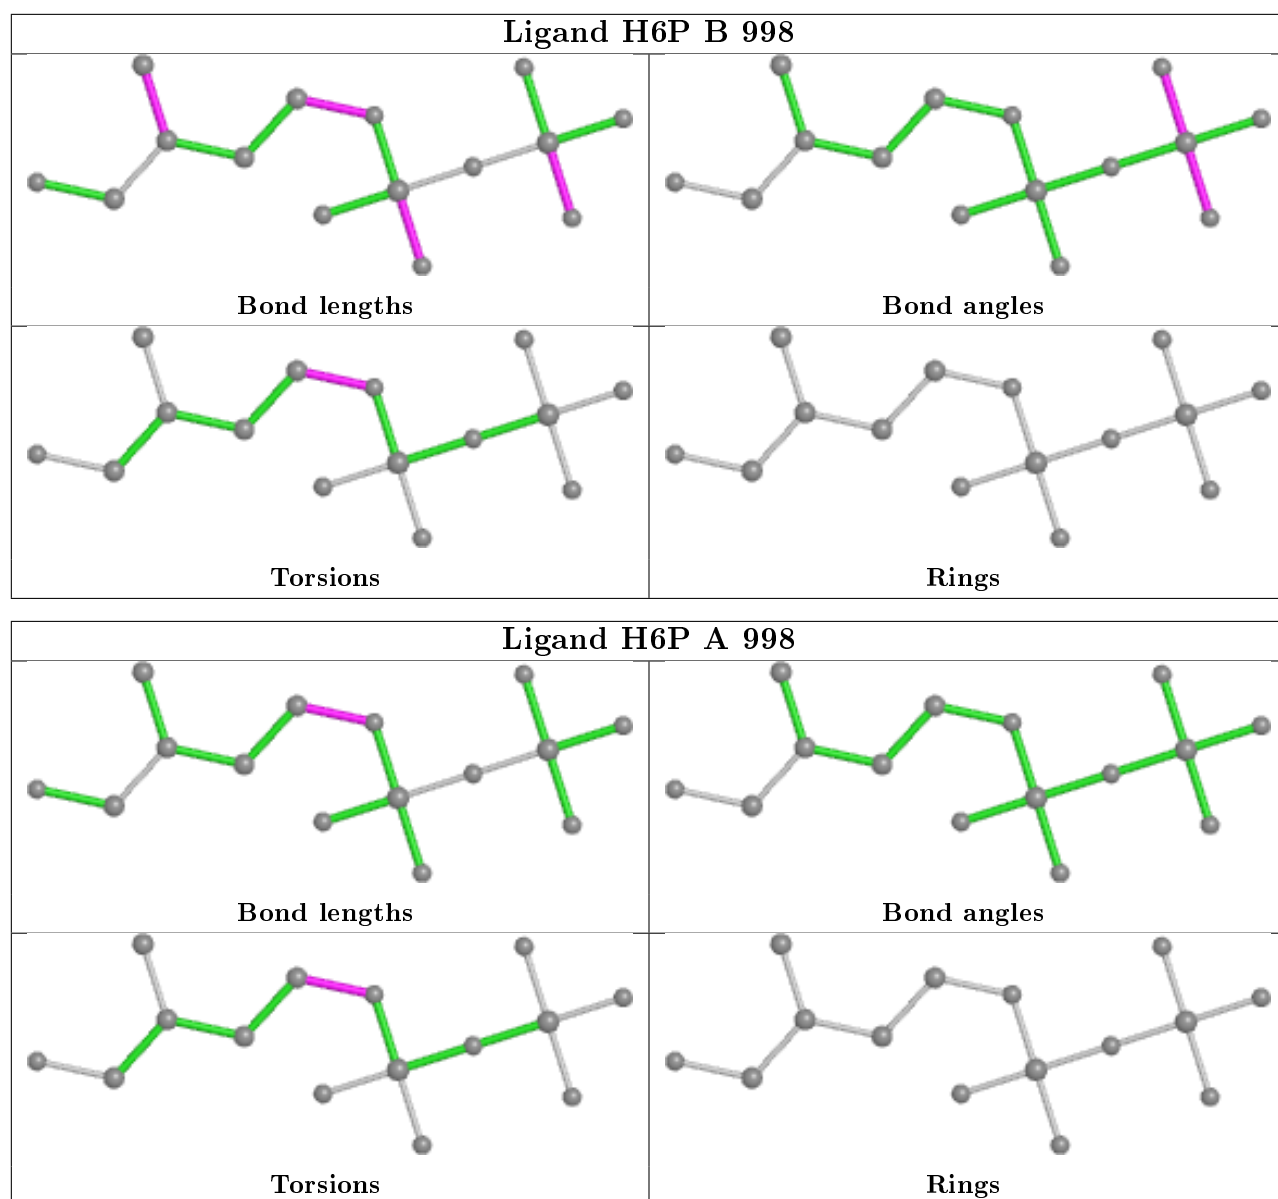 Ligand H6P B 998
Bond lengths
Bond angles
Torsions
Rings
Ligand H6P A 998
Bond lengths
Bond angles
Torsions
Rings